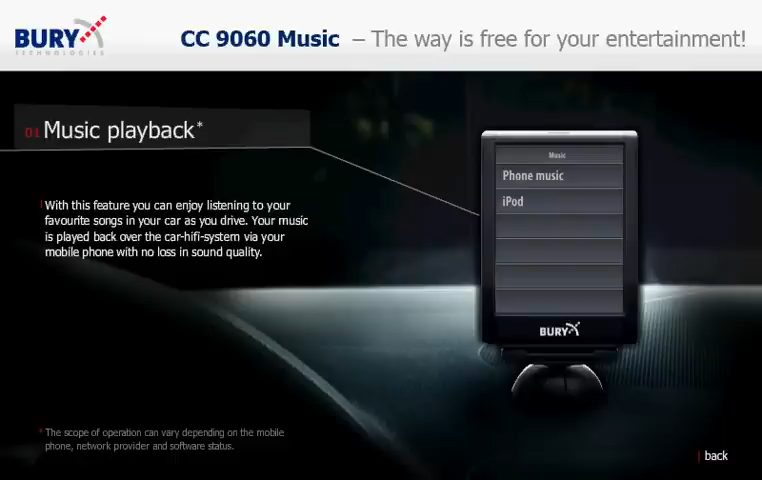 BURY
TECHNOLOGIES
CC 9060 Music – The way is free for your entertainment!
01 Music playback*
With this feature you can enjoy listening to your
favourite songs in your car as you drive. Your music
is played back over the car-hifi-system via your
mobile phone with no loss in sound quality.
Music
Phone music
iPod
BURY
* The scope of operation can vary depending on the mobile
phone, network provider and software status.
| back